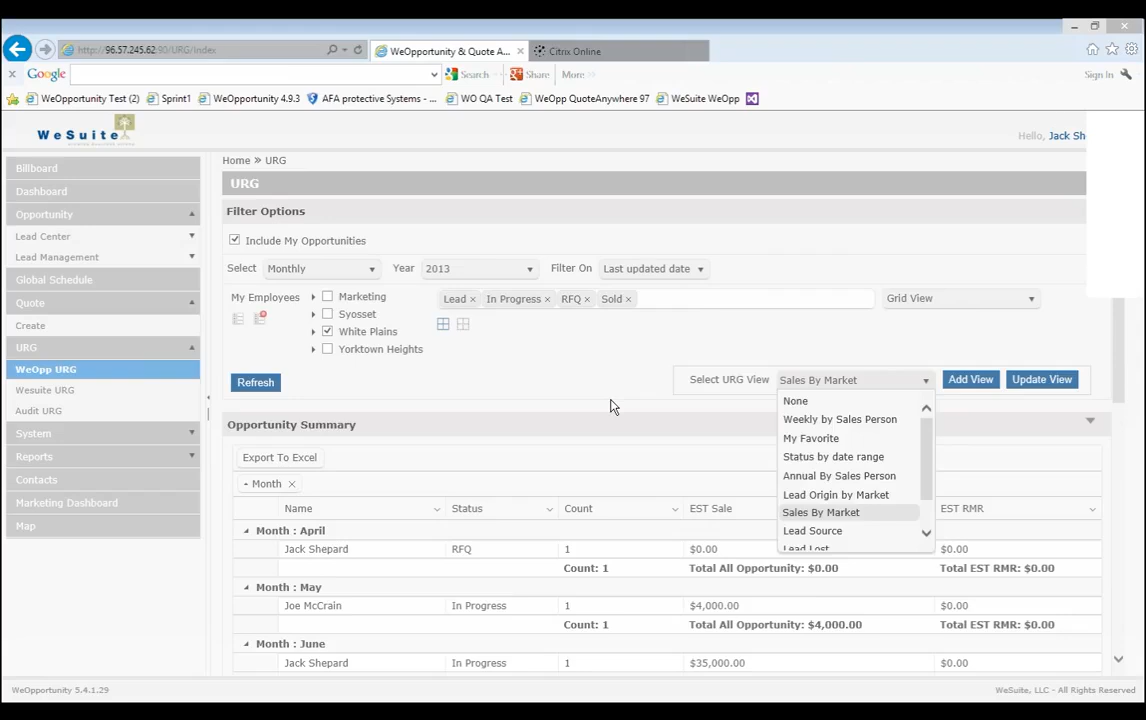 http://96.57.245.62:90/URG/Index
WeOpportunity & Quote A...
Citrix Online
Google
Search
Share
More
Sign In
WeOpportunity Test (2)
Sprint1
WeOpportunity 4.9.3
AFA protective Systems - ...
WO QA Test
WeOpp QuoteAnywhere 97
WeSuite WeOpp
WeSuite
Hello, Jack Sh
Billboard
Dashboard
Opportunity
Lead Center
Lead Management
Global Schedule
Quote
Create
URG
WeOpp URG
Wesuite URG
Audit URG
System
Reports
Contacts
Marketing Dashboard
Map
Home » URG
URG
Filter Options
Include My Opportunities
Select Monthly Year 2013 Filter On Last updated date
My Employees
Marketing
Syosset
White Plains
Yorktown Heights
Lead × In Progress × RFQ × Sold ×
Grid View
Refresh
Select URG View Sales By Market Add View Update View
None
Weekly by Sales Person
My Favorite
Status by date range
Annual By Sales Person
Lead Origin by Market
Sales By Market
Lead Source
Lead Lost
Opportunity Summary
Export To Excel
Month ×
Name Status Count EST Sale EST RMR
Month : April
Jack Shepard RFQ 1 $0.00 $0.00
Count: 1 Total All Opportunity: $0.00 Total EST RMR: $0.00
Month : May
Joe McCrain In Progress 1 $4,000.00 $0.00
Count: 1 Total All Opportunity: $4,000.00 Total EST RMR: $0.00
Month : June
Jack Shepard In Progress 1 $35,000.00 $0.00
WeOpportunity 5.4.1.29
WeSuite, LLC - All Rights Reserved